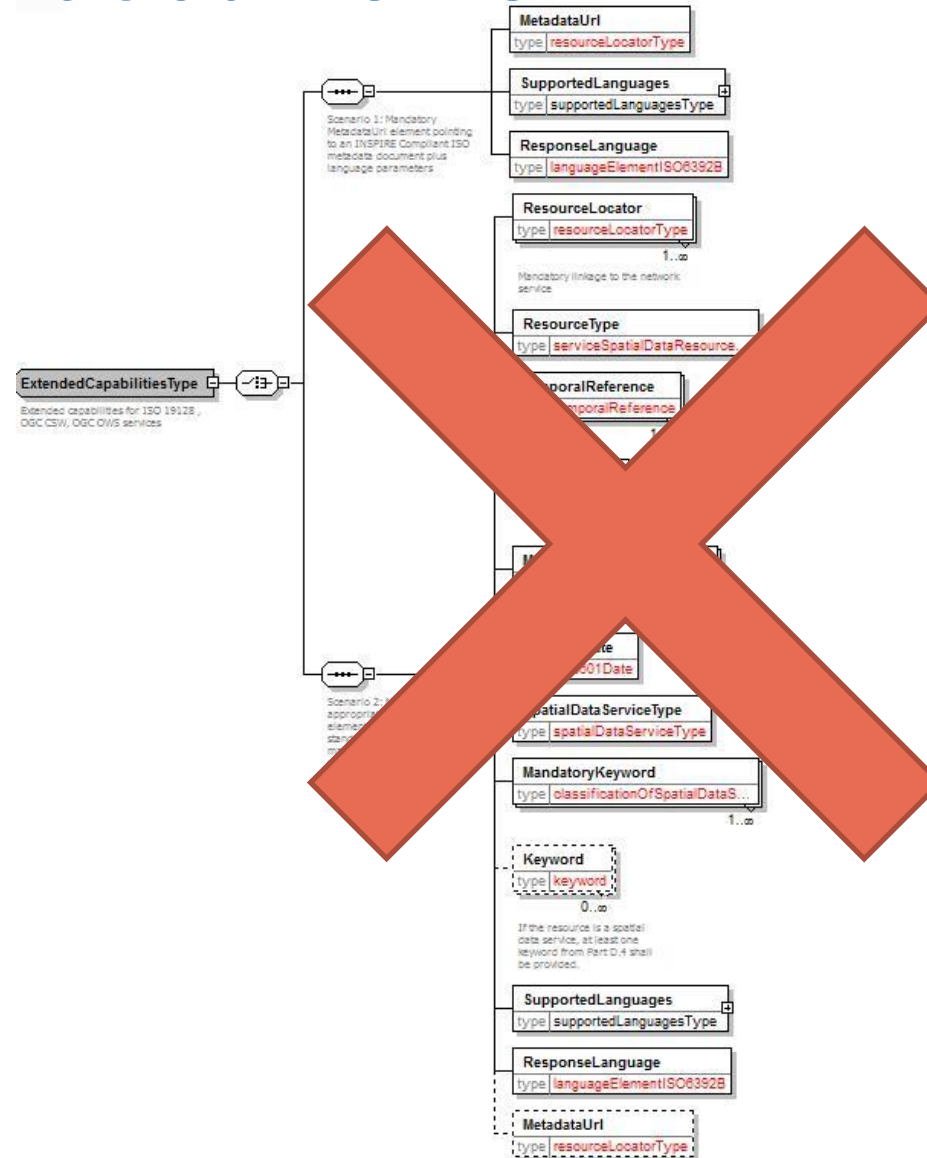 MetadataUrl
type resourceLocatorType
SupportedLanguages
type supportedLanguagesType
Scenario 1: Mandatory
MetadataUrl element pointing
to an INSPIRE Compliant ISO
metadata document plus
language parameters
ResponseLanguage
type languageElementISO6392B
ResourceLocator
type resourceLocatorType
1..∞
Mandatory linkage to the network
service
ResourceType
type serviceSpatialDataResource...
ExtendedCapabilitiesType
Extended capabilities for ISO 19128 ,
OGC CSW, OGC OWS services
poralReference
mporalReference
Scenario 2:
01Date
patialDataServiceType
type spatialDataServiceType
MandatoryKeyword
type classificationOfSpatialDataS...
1..∞
Keyword
type keyword
0..∞
If the resource is a spatial
data service, at least one
keyword from Part D.4 shall
be provided.
SupportedLanguages
type supportedLanguagesType
ResponseLanguage
type languageElementISO6392B
MetadataUrl
type resourceLocatorType